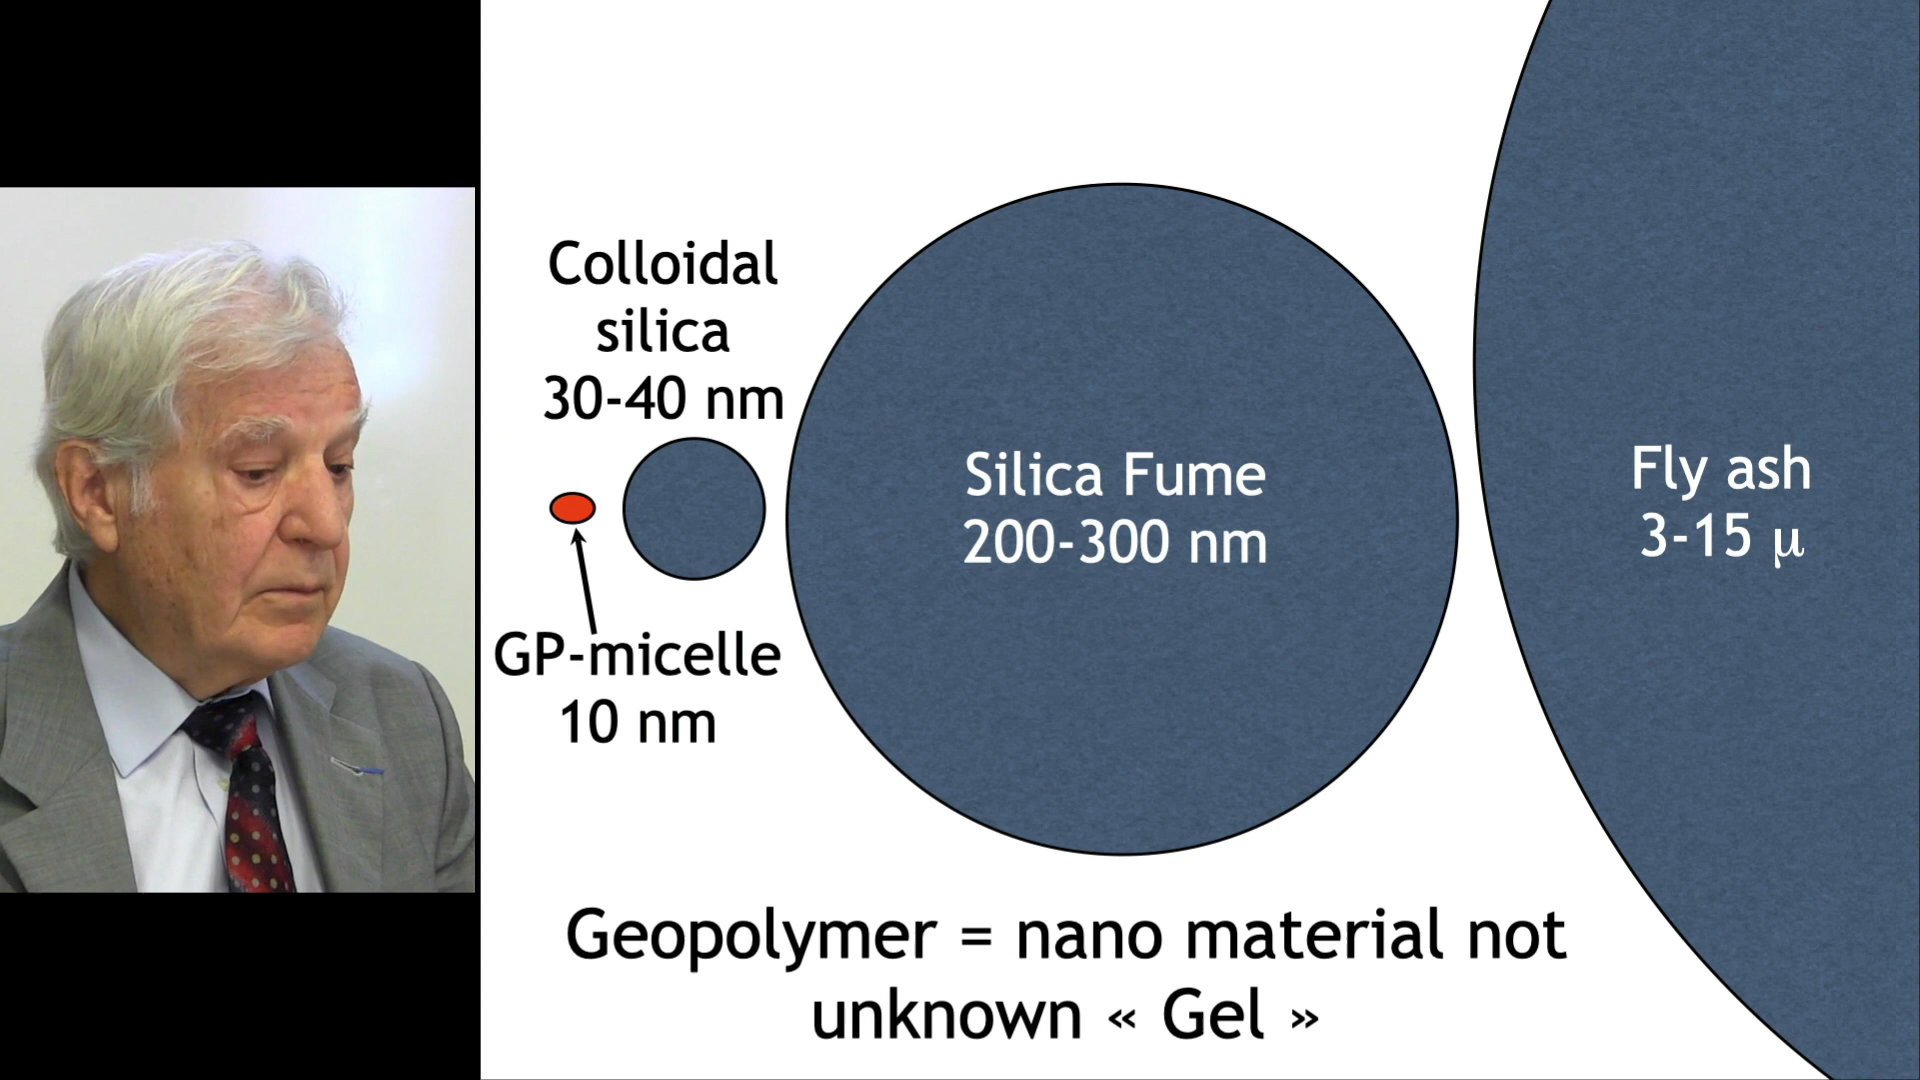 Colloidal
silica
30-40 nm
GP-micelle
10 nm
Silica Fume
200-300 nm
Fly ash
3-15 µ
Geopolymer = nano material not
unknown « Gel »